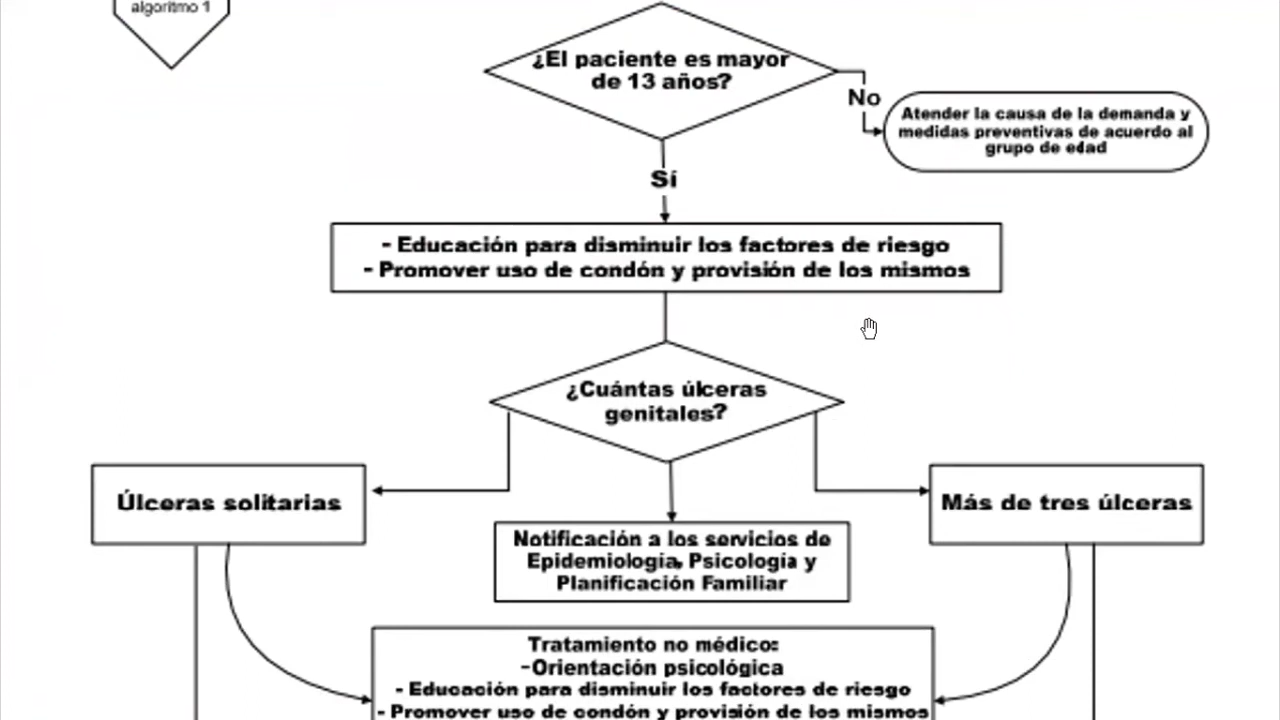 algoritmo 1
¿El paciente es mayor
de 13 años?
No
Atender la causa de la demanda y
medidas preventivas de acuerdo al
grupo de edad
Sí
- Educación para disminuir los factores de riesgo
- Promover uso de condón y provisión de los mismos
¿Cuántas úlceras
genitales?
Úlceras solitarias
Más de tres úlceras
Notificación a los servicios de
Epidemiología, Psicología y
Planificación Familiar
Tratamiento no médico:
-Orientación psicológica
- Educación para disminuir los factores de riesgo
- Promover uso de condón y provisión de los mismos